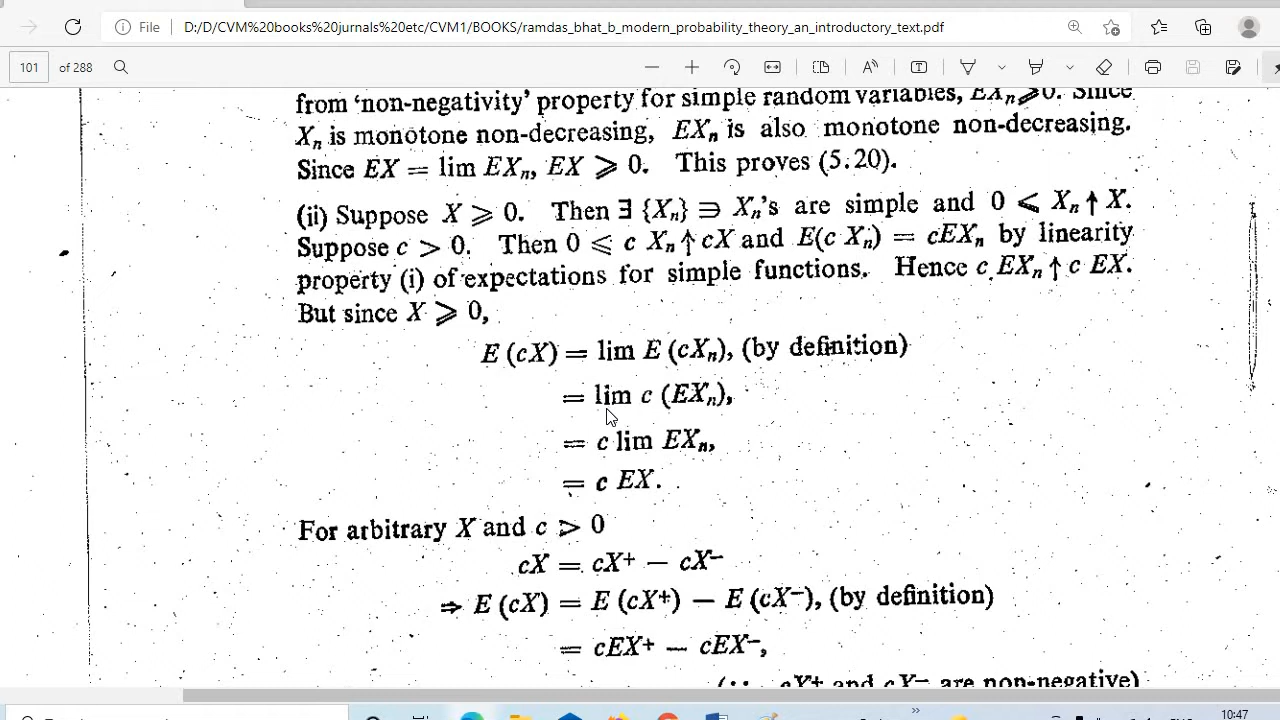 File D:/D/CVM%20books%20jurnals%20etc/CVM1/BOOKS/ramdas_bhat_b_modern_probability_theory_an_introductory_text.pdf
101 of 288
from ‘non-negativity’ property for simple random variables, EXₙ ⩾ 0. Since
Xₙ is monotone non-decreasing, EXₙ is also monotone non-decreasing.
Since EX = lim EXₙ, EX ⩾ 0. This proves (5.20).
(ii) Suppose X ⩾ 0. Then ∃ {Xₙ} ∋ Xₙ's are simple and 0 ⩽ Xₙ ↑ X.
Suppose c > 0. Then 0 ⩽ c Xₙ ↑ cX and E(c Xₙ) = cEXₙ by linearity
property (i) of expectations for simple functions. Hence c EXₙ ↑ c EX.
But since X ⩾ 0,
E (cX) = lim E (cXₙ), (by definition)
= lim c (EXₙ),
= c lim EXₙ,
= c EX.
For arbitrary X and c > 0
cX = cX⁺ − cX⁻
⇒ E (cX) = E (cX⁺) − E (cX⁻), (by definition)
= cEX⁺ − cEX⁻,
(∵ cX⁺ and cX⁻ are non-negative)
10:47